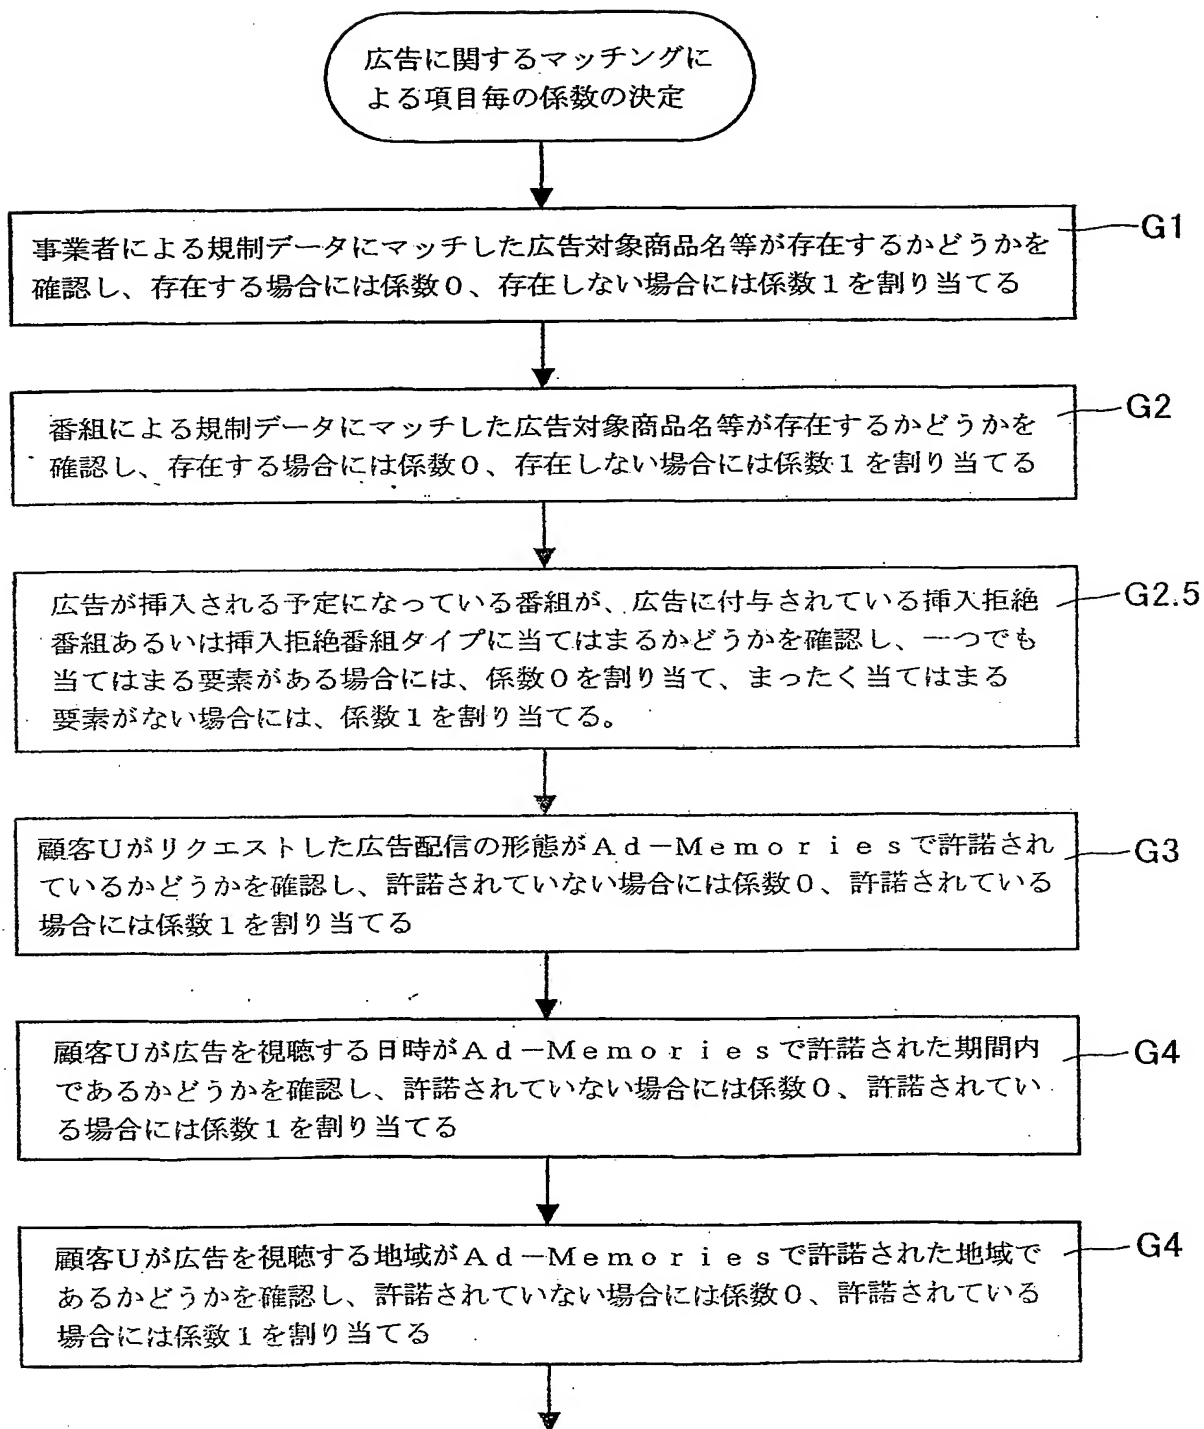 広告に関するマッチングに
よる項目毎の係数の決定
事業者による規制データにマッチした広告対象商品名等が存在するかどうかを
確認し、存在する場合には係数０、存在しない場合には係数１を割り当てる
G1
番組による規制データにマッチした広告対象商品名等が存在するかどうかを
確認し、存在する場合には係数０、存在しない場合には係数１を割り当てる
G2
広告が挿入される予定になっている番組が、広告に付与されている挿入拒絶
番組あるいは挿入拒絶番組タイプに当てはまるかどうかを確認し、一つでも
当てはまる要素がある場合には、係数０を割り当て、まったく当てはまる
要素がない場合には、係数１を割り当てる。
G2.5
顧客ＵがリクエストしたAd配信の形態がＡｄ－Ｍｅｍｏｒｉｅｓで許諾され
ているかどうかを確認し、許諾されていない場合には係数０、許諾されている
場合には係数１を割り当てる
G3
顧客Ｕが広告を視聴する日時がＡｄ－Ｍｅｍｏｒｉｅｓで許諾された期間内
であるかどうかを確認し、許諾されていない場合には係数０、許諾されてい
る場合には係数１を割り当てる
G4
顧客Ｕが広告を視聴する地域がＡｄ－Ｍｅｍｏｒｉｅｓで許諾された地域で
あるかどうかを確認し、許諾されていない場合には係数０、許諾されている
場合には係数１を割り当てる
G4